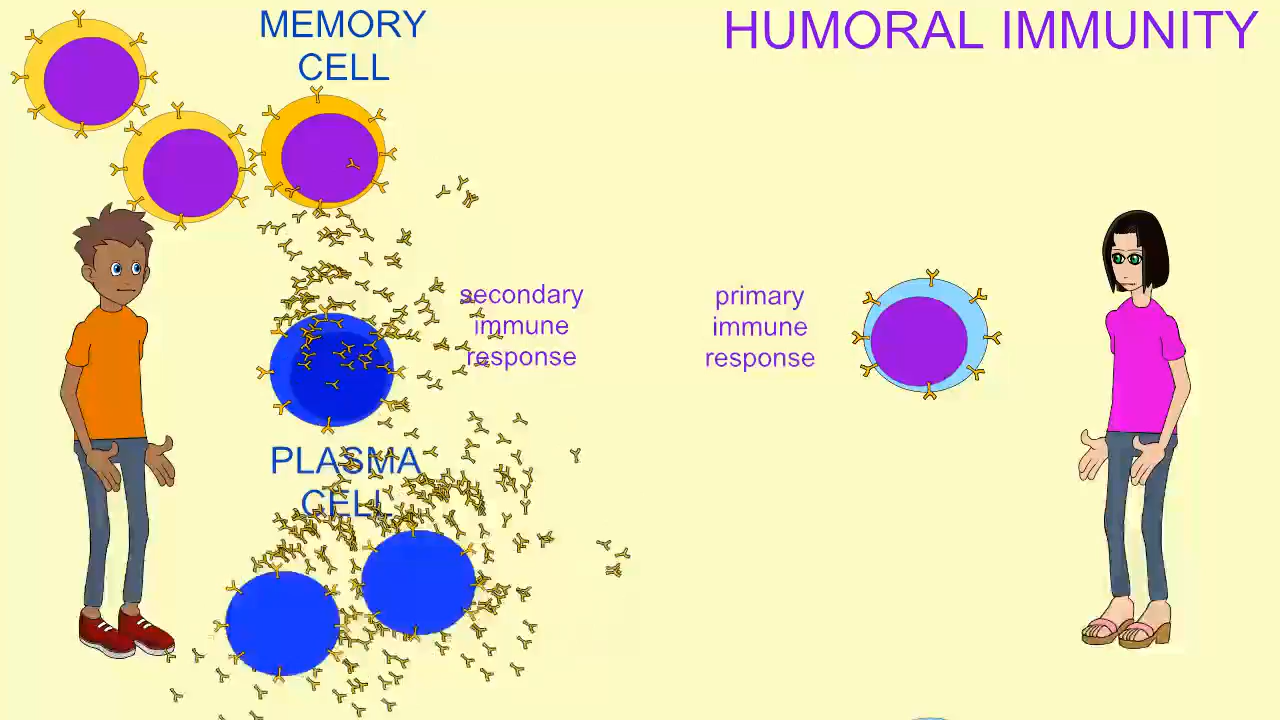 MEMORY
CELL
HUMORAL IMMUNITY
secondary
immune
response
primary
immune
response
PLASMA
CELL